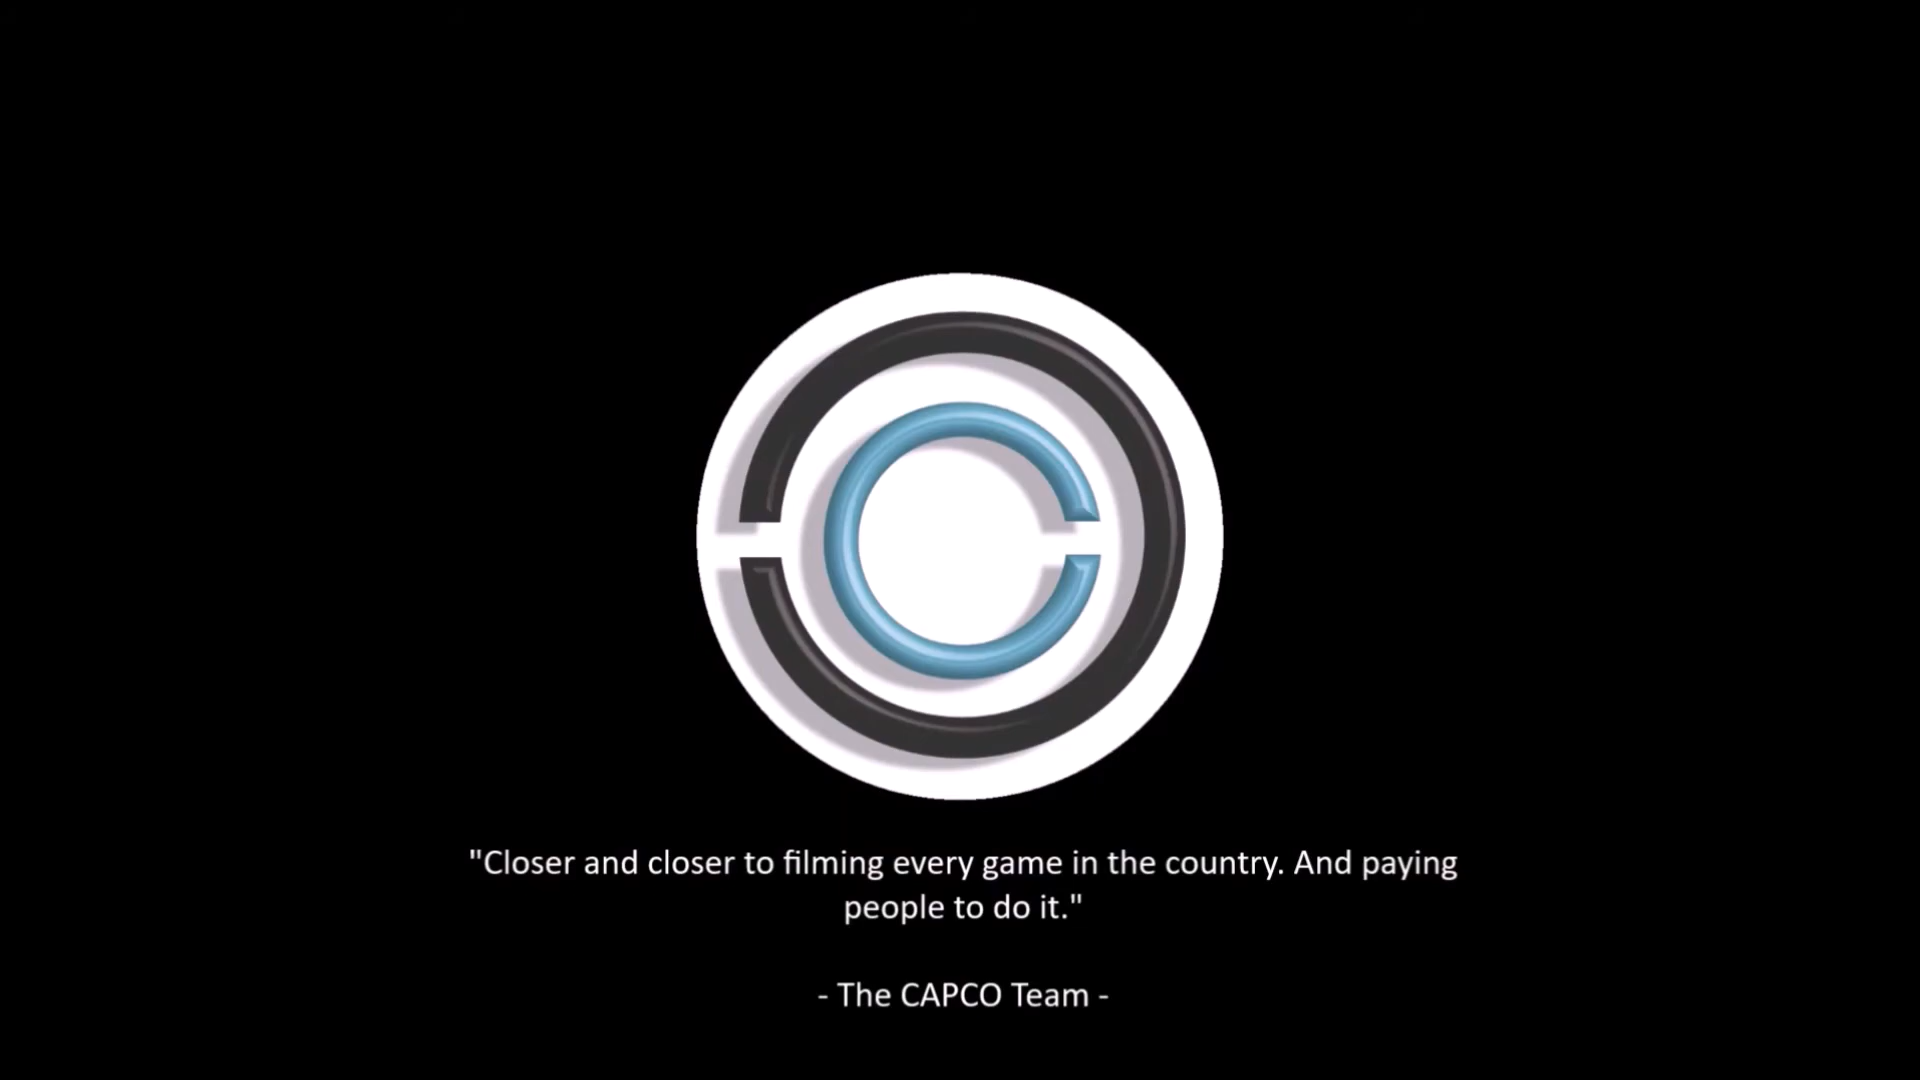 "Closer and closer to filming every game in the country. And paying
people to do it."
- The CAPCO Team -